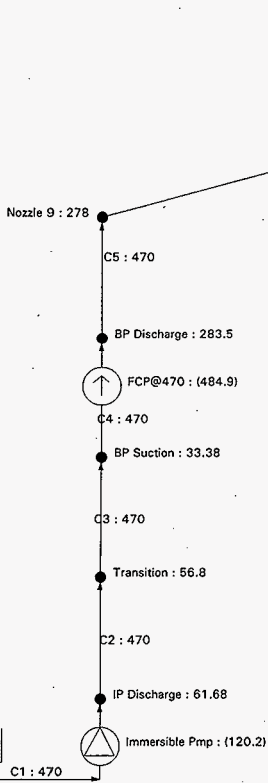 Nozzle 9 : 278
C5 : 470
BP Discharge : 283.5
FCP@470 : (484.9)
C4 : 470
BP Suction : 33.38
C3 : 470
Transition : 56.8
C2 : 470
IP Discharge : 61.68
Immersible Pmp : (120.2)
C1 : 470